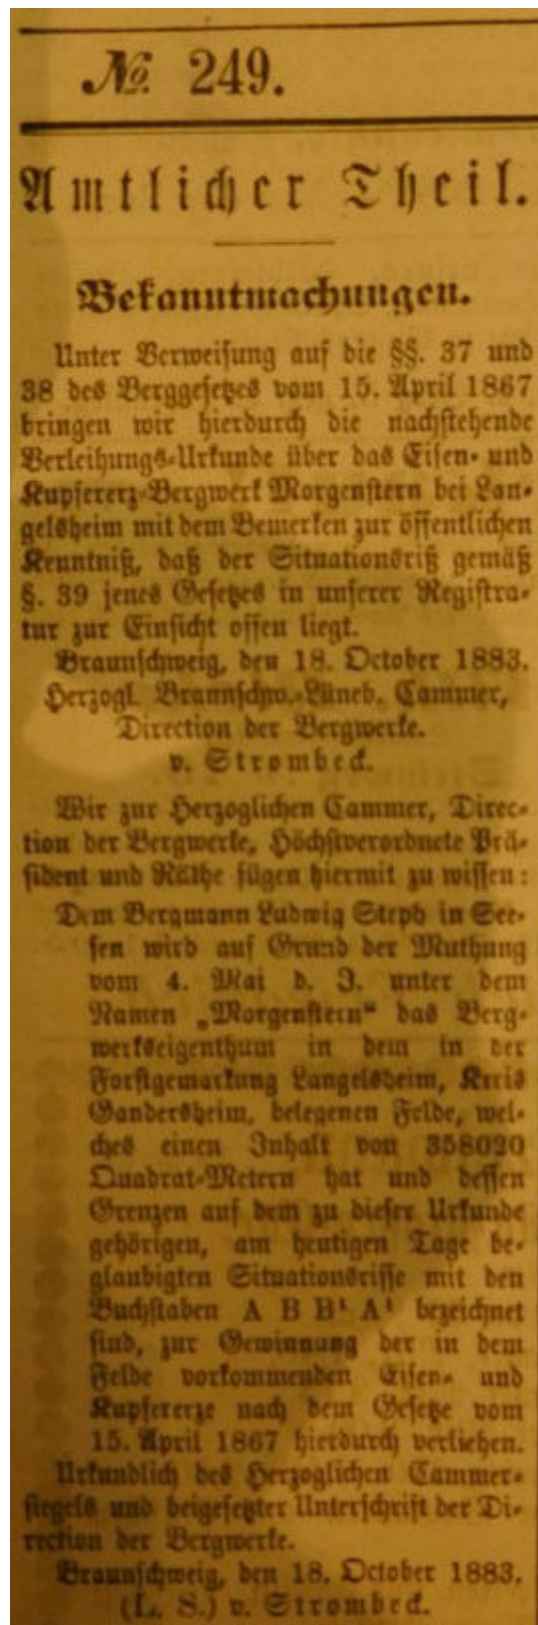 №. 249.
Amtlicher Theil.
Bekanntmachungen.
Unter Verweisung auf die §§. 37 und
38 des Berggesetzes vom 15. April 1867
bringen wir hierdurch die nachstehende
Verleihungs-Urkunde über das Eisen- und
Kupfererz-Bergwerk Morgenstern bei Lan-
gelsheim mit dem Bemerken zur öffentlichen
Kenntniß, daß der Situationsriß gemäß
§. 39 jenes Gesetzes in unserer Registra-
tur zur Einsicht offen liegt.
Braunschweig, den 18. October 1883.
Herzogl. Braunschw.-Lüneb. Cammer,
Direction der Bergwerke.
v. Strombeck.
Wir zur Herzoglichen Cammer, Direc-
tion der Bergwerke, Höchstverordnete Prä-
sident und Räthe fügen hiermit zu wissen:
Dem Bergmann Ludwig Steph in See-
sen wird auf Grund der Muthung
vom 4. Mai d. J. unter dem
Namen „Morgenstern“ das Berg-
werkseigenthum in dem in der
Forstgemarkung Langelsheim, Kreis
Gandersheim, belegenen Felde, wel-
ches einen Inhalt von 358020
Quadrat-Metern hat und dessen
Grenzen auf dem zu dieser Urkunde
gehörigen, am heutigen Tage be-
glaubigten Situationsrisse mit den
Buchstaben A B B¹ A¹ bezeichnet
sind, zur Gewinnung der in dem
Felde vorkommenden Eisen- und
Kupfererze nach dem Gesetze vom
15. April 1867 hierdurch verliehen.
Urkundlich des Herzoglichen Cammer-
siegels und beigesetzter Unterschrift der Di-
rection der Bergwerke.
Braunschweig, den 18. October 1883.
(L. S.) v. Strombeck.